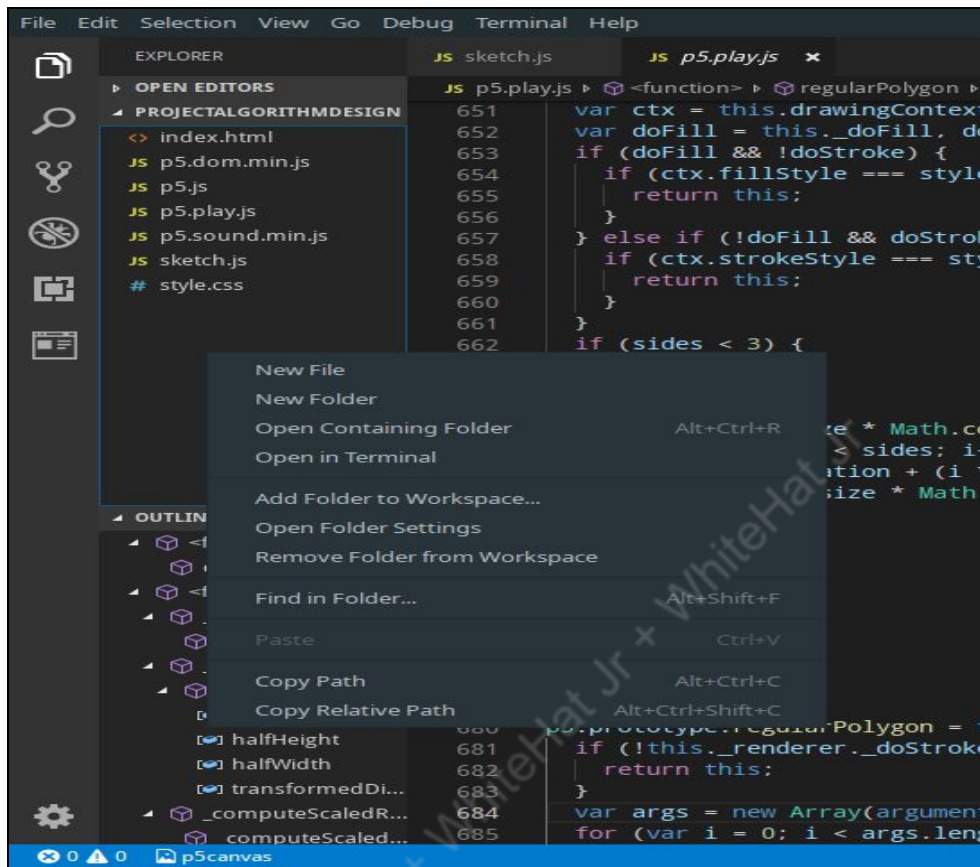 File Edit Selection View Go Debug Terminal Help
EXPLORER
OPEN EDITORS
PROJECTALGORITHMDESIGN
<> index.html
JS p5.dom.min.js
JS p5.js
JS p5.play.js
JS p5.sound.min.js
JS sketch.js
# style.css
OUTLIN
<f
<f
halfHeight
halfWidth
transformedDi...
_computeScaledR...
computeScaled...
JS sketch.js JS p5.play.js ×
JS p5.play.js <function> regularPolygon
651 var ctx = this.drawingContex
652 var doFill = this._doFill, d
653 if (doFill && !doStroke) {
654 if (ctx.fillStyle === style
655 return this;
656 }
657 } else if (!doFill && doStrok
658 if (ctx.strokeStyle === sty
659 return this;
660 }
661 }
662 if (sides < 3) {
ze * Math.co
< sides; i
ation + (i
size * Math
680 p5.prototype.regularPolygon =
681 if (!this._renderer._doStroke
682 return this;
683 }
684 var args = new Array(argument
685 for (var i = 0; i < args.leng
New File
New Folder
Open Containing Folder Alt+Ctrl+R
Open in Terminal
Add Folder to Workspace...
Open Folder Settings
Remove Folder from Workspace
Find in Folder... Alt+Shift+F
Paste Ctrl+V
Copy Path Alt+Ctrl+C
Copy Relative Path Alt+Ctrl+Shift+C
0 0 p5canvas
+ WhiteHat Jr + WhiteHat Jr